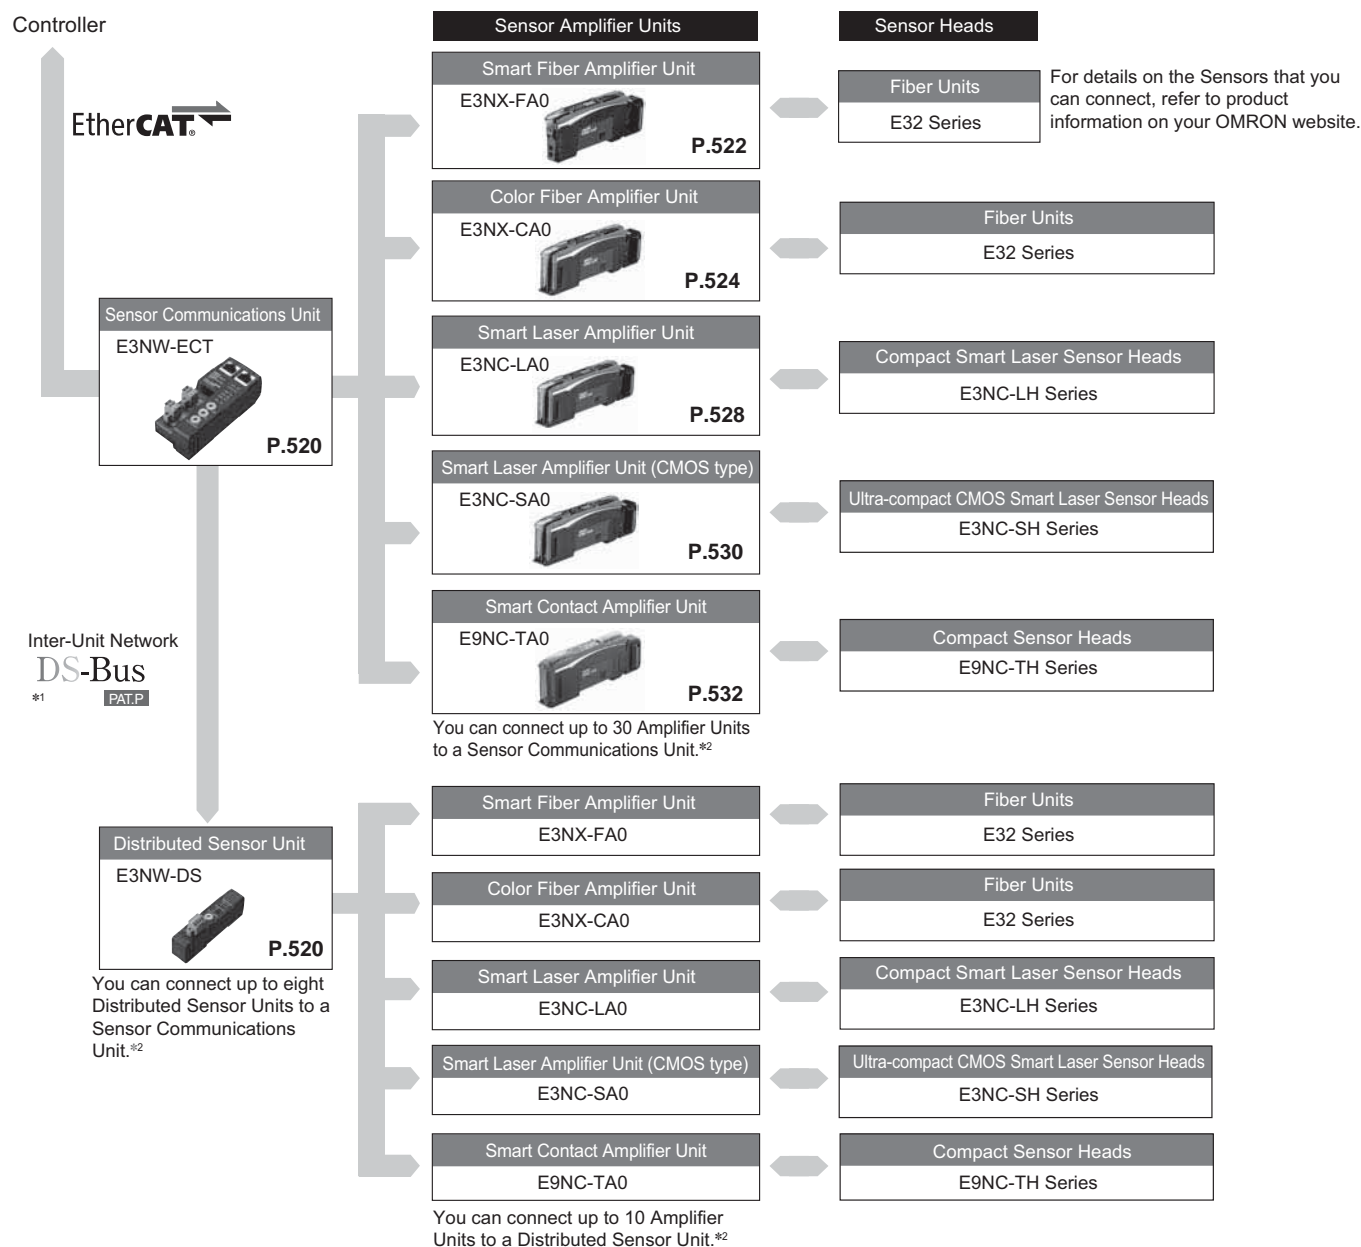 Controller
EtherCAT®
Sensor Amplifier Units
Sensor Heads
Smart Fiber Amplifier Unit
E3NX-FA0
P.522
Fiber Units
E32 Series
For details on the Sensors that you
can connect, refer to product
information on your OMRON website.
Color Fiber Amplifier Unit
E3NX-CA0
P.524
Fiber Units
E32 Series
Sensor Communications Unit
E3NW-ECT
P.520
Smart Laser Amplifier Unit
E3NC-LA0
P.528
Compact Smart Laser Sensor Heads
E3NC-LH Series
Smart Laser Amplifier Unit (CMOS type)
E3NC-SA0
P.530
Ultra-compact CMOS Smart Laser Sensor Heads
E3NC-SH Series
Smart Contact Amplifier Unit
E9NC-TA0
P.532
Compact Sensor Heads
E9NC-TH Series
Inter-Unit Network
DS-Bus
*1
PAT.P
You can connect up to 30 Amplifier Units
to a Sensor Communications Unit.*2
Distributed Sensor Unit
E3NW-DS
P.520
You can connect up to eight
Distributed Sensor Units to a
Sensor Communications
Unit.*2
Smart Fiber Amplifier Unit
E3NX-FA0
Fiber Units
E32 Series
Color Fiber Amplifier Unit
E3NX-CA0
Fiber Units
E32 Series
Smart Laser Amplifier Unit
E3NC-LA0
Compact Smart Laser Sensor Heads
E3NC-LH Series
Smart Laser Amplifier Unit (CMOS type)
E3NC-SA0
Ultra-compact CMOS Smart Laser Sensor Heads
E3NC-SH Series
Smart Contact Amplifier Unit
E9NC-TA0
Compact Sensor Heads
E9NC-TH Series
You can connect up to 10 Amplifier
Units to a Distributed Sensor Unit.*2